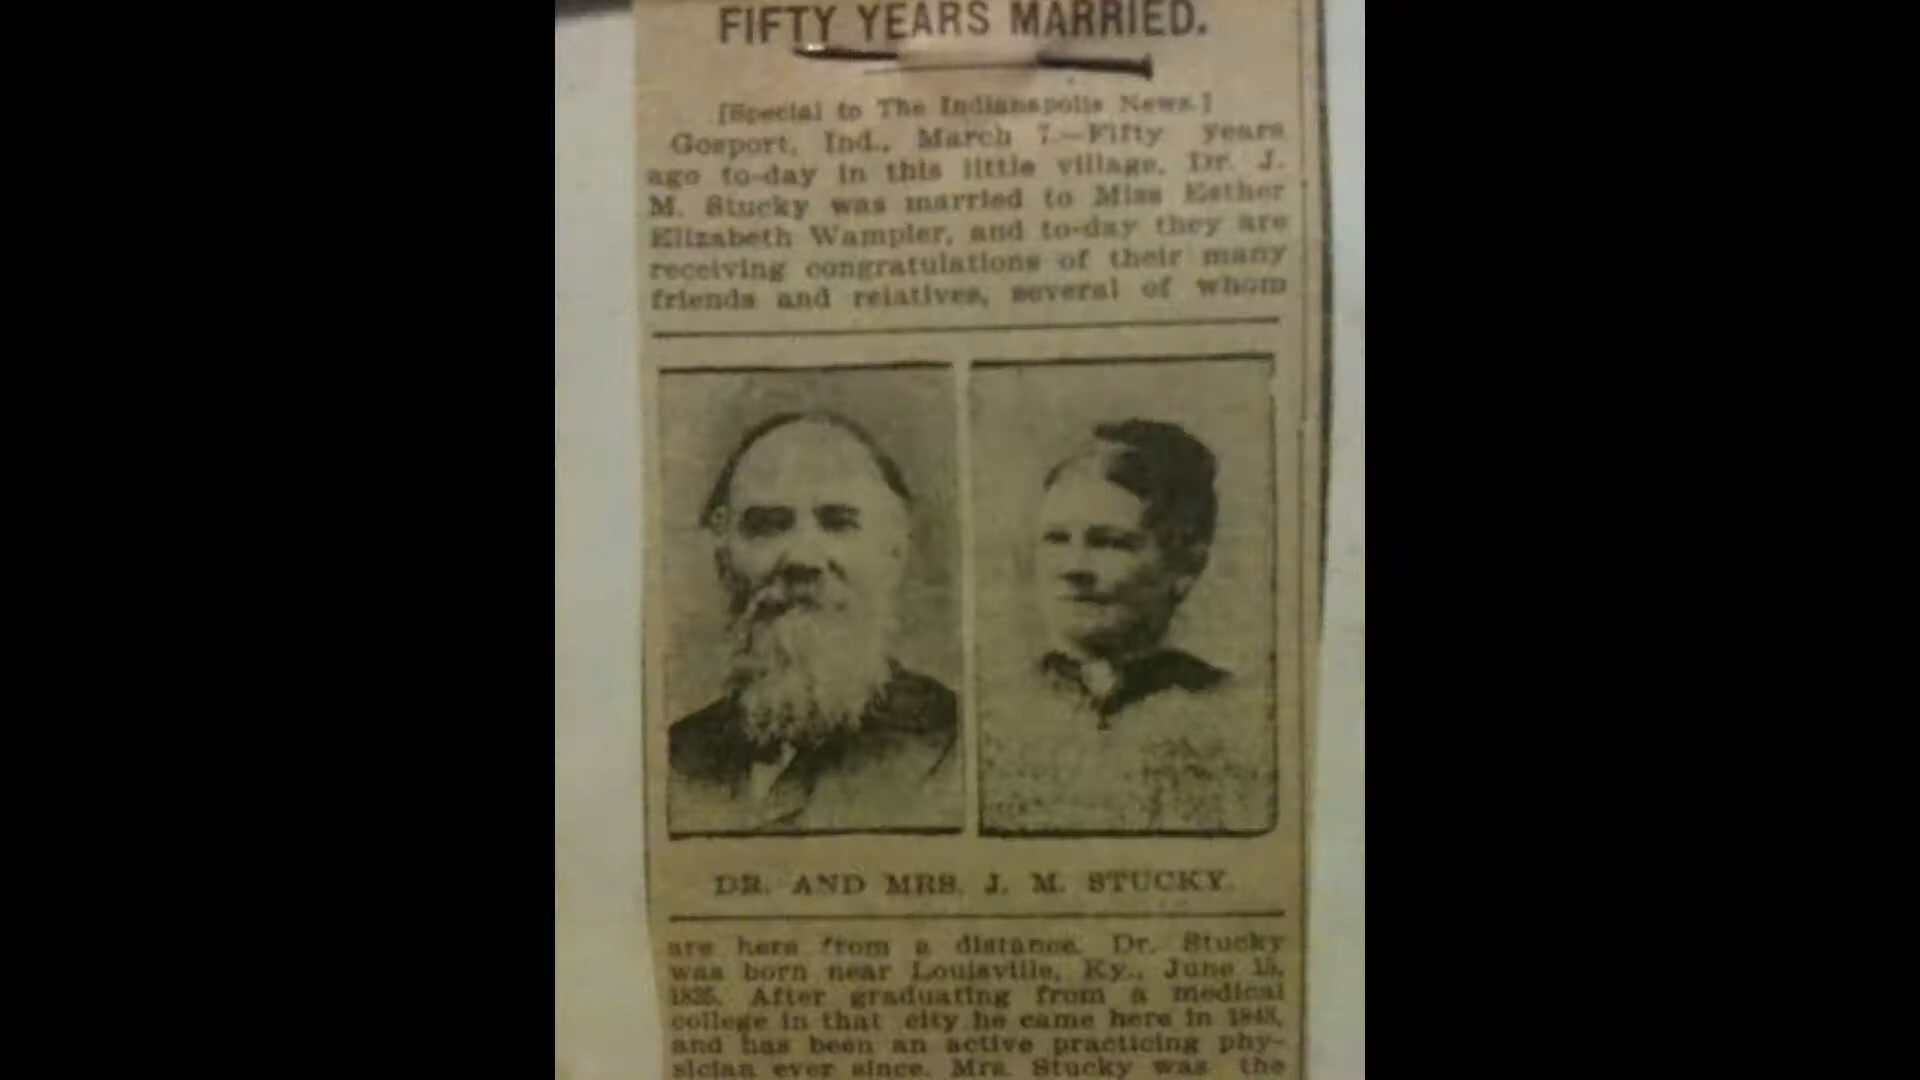 FIFTY YEARS MARRIED.
[Special to The Indianapolis News.]
Gosport, Ind., March 7.—Fifty years
ago to-day in this little village, Dr. J.
M. Stucky was married to Miss Esther
Elizabeth Wampler, and to-day they are
receiving congratulations of their many
friends and relatives, several of whom
DR. AND MRS. J. M. STUCKY.
are here from a distance. Dr. Stucky
was born near Louisville, Ky., June 15,
After graduating from a medical
college in that city he came here in
and has been an active practicing phy-
sician ever since. Mrs. Stucky was the